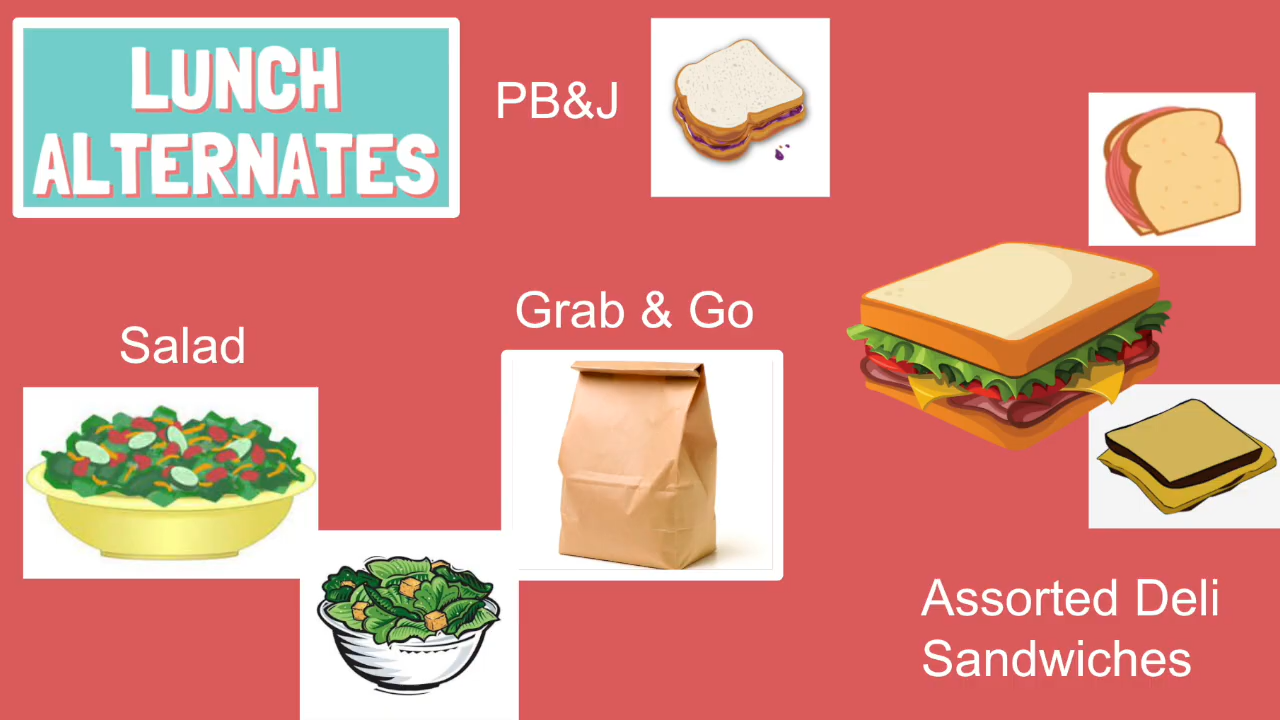 LUNCH
ALTERNATES
PB&J
Grab & Go
Salad
Assorted Deli
Sandwiches